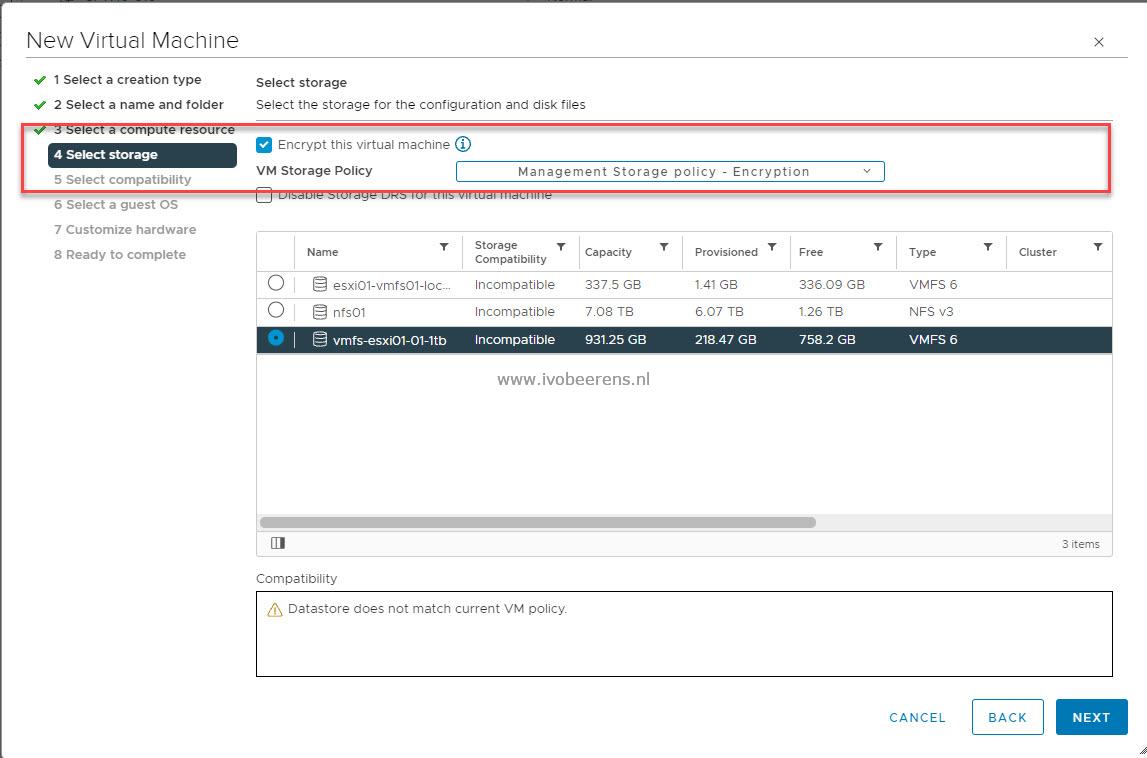 New Virtual Machine
1 Select a creation type
2 Select a name and folder
3 Select a compute resource
4 Select storage
5 Select compatibility
6 Select a guest OS
7 Customize hardware
8 Ready to complete
Select storage
Select the storage for the configuration and disk files
Encrypt this virtual machine
VM Storage Policy Management Storage policy - Encryption
Disable Storage DRS for this virtual machine
Name Storage Compatibility Capacity Provisioned Free Type Cluster
esxi01-vmfs01-loc... Incompatible 337.5 GB 1.41 GB 336.09 GB VMFS 6
nfs01 Incompatible 7.08 TB 6.07 TB 1.26 TB NFS v3
vmfs-esxi01-01-1tb Incompatible 931.25 GB 218.47 GB 758.2 GB VMFS 6
www.ivobeerens.nl
3 items
Compatibility
Datastore does not match current VM policy.
CANCEL BACK NEXT